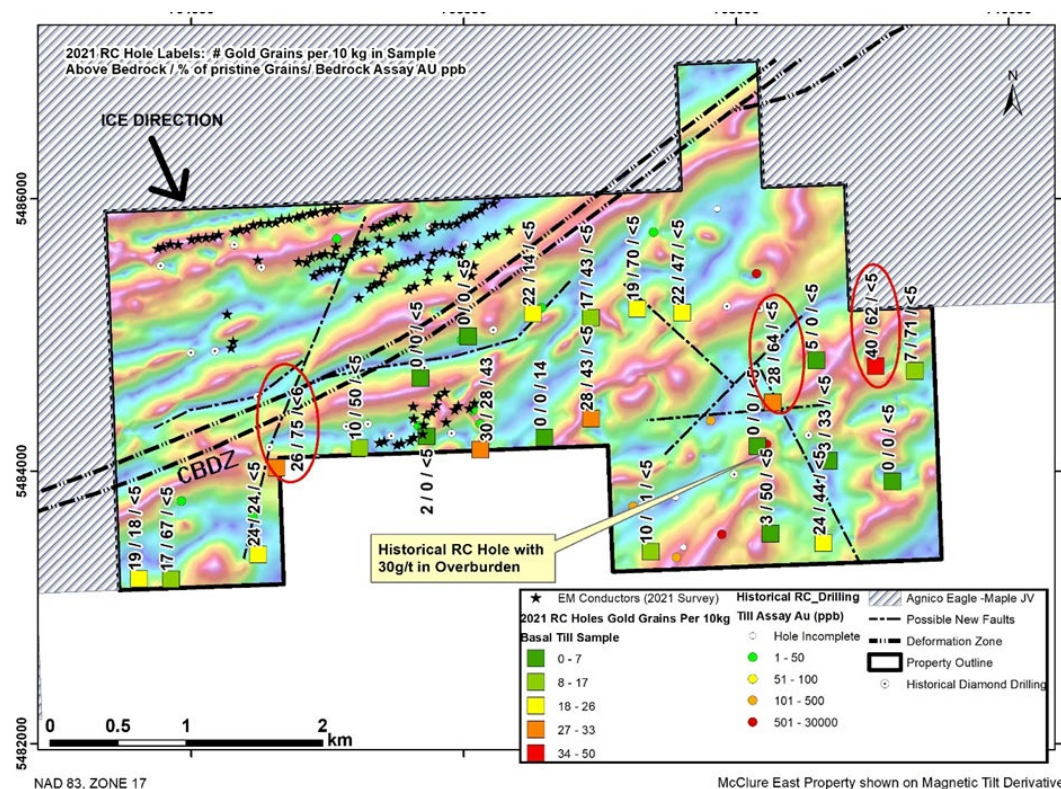 2021 RC Hole Labels: # Gold Grains per 10 kg in Sample
Above Bedrock / % of pristine Grains/ Bedrock Assay AU ppb
N
ICE DIRECTION
5486000
5484000
5482000
CBDZ
19 / 18 / <5
17 / 67 / <5
24 / 24 / <5
26 / 75 / <6
10 / 50 / <5
0 / 0 / <5
0 / 0 / <5
2 / 0 / <5
30 / 28 / 43
22 / 14 / <5
0 / 0 / 14
17 / 43 / <5
28 / 43 / <5
19 / 70 / <5
22 / 47 / <5
28 / 64 / <5
5 / 0 / <5
40 / 62 / <5
7 / 71 / <5
0 / 0 / <5
/ 33 / <5
0 / 0 / <5
10 / 1 / <5
3 / 50 / <5
24 / 44 / <5
Historical RC Hole with
30g/t in Overburden
EM Conductors (2021 Survey)
2021 RC Holes Gold Grains Per 10kg
Basal Till Sample
0 - 7
8 - 17
18 - 26
27 - 33
34 - 50
Historical RC_Drilling
Till Assay Au (ppb)
Hole Incomplete
1 - 50
51 - 100
101 - 500
501 - 30000
Agnico Eagle -Maple JV
Possible New Faults
Deformation Zone
Property Outline
Historical Diamond Drilling
0 0.5 1 2
km
NAD 83, ZONE 17
McClure East Property shown on Magnetic Tilt Derivative